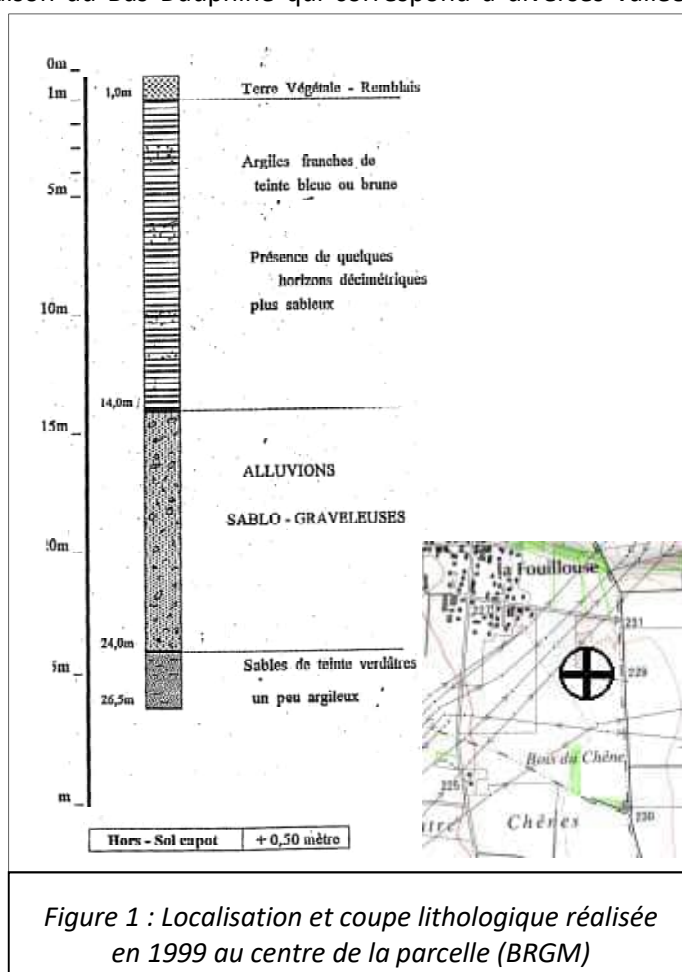 aison du Bas Dauphiné qui correspond à diverses vallé
0m
1m
5m
10m
15m
20m
5m
m
1,0m
14,0m
24,0m
26,5m
Terre Végétale - Remblais
Argiles franches de
teinte bleue ou brune
Présence de quelques
horizons décimétriques
plus sableux
ALLUVIONS
SABLO - GRAVELEUSES
Sables de teinte verdâtres
un peu argileux
Hors - Sol capot
+ 0,50 mètre
la Fouillouse
231
229
Bois du Chêne
225
Chênes
230
Figure 1 : Localisation et coupe lithologique réalisée
en 1999 au centre de la parcelle (BRGM)